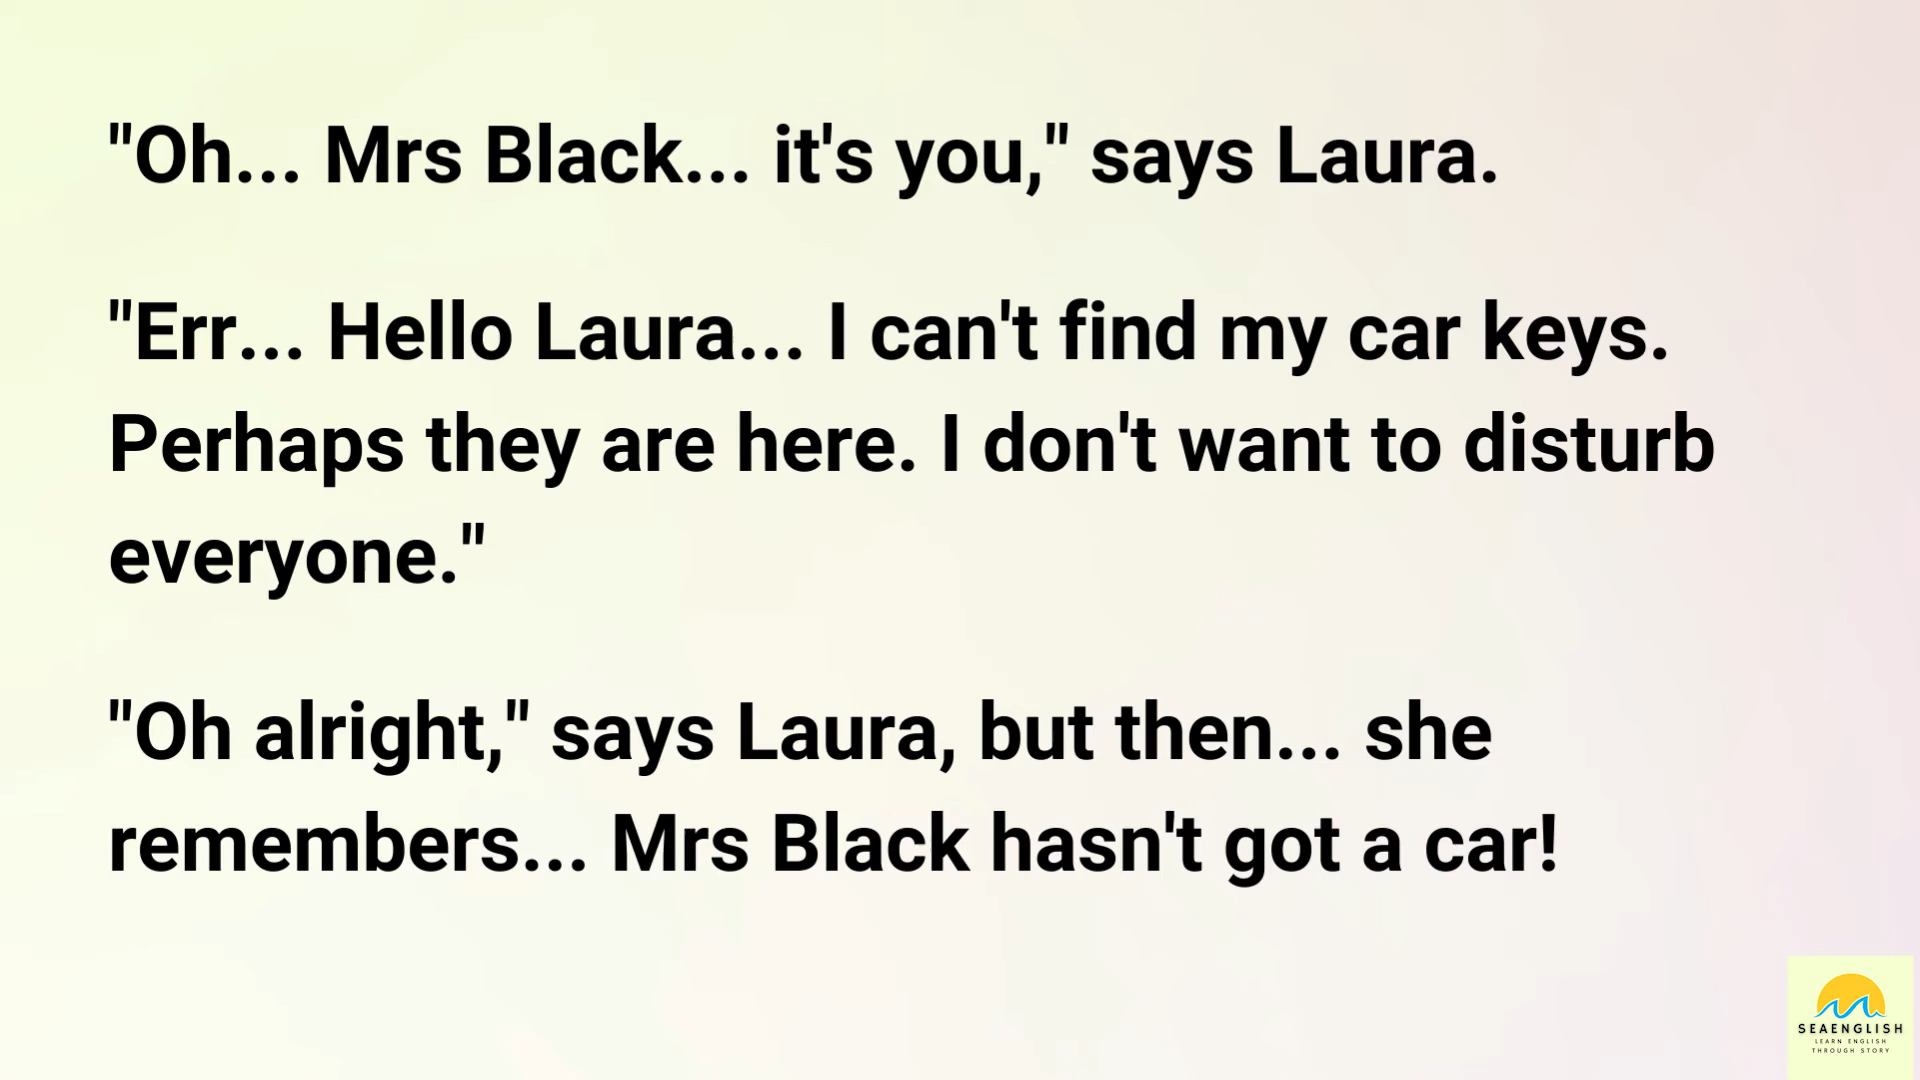 "Oh... Mrs Black... it's you," says Laura.
"Err... Hello Laura... I can't find my car keys.
Perhaps they are here. I don't want to disturb
everyone."
"Oh alright," says Laura, but then... she
remembers... Mrs Black hasn't got a car!
SEAENGLISH
LEARN ENGLISH
THROUGH STORY